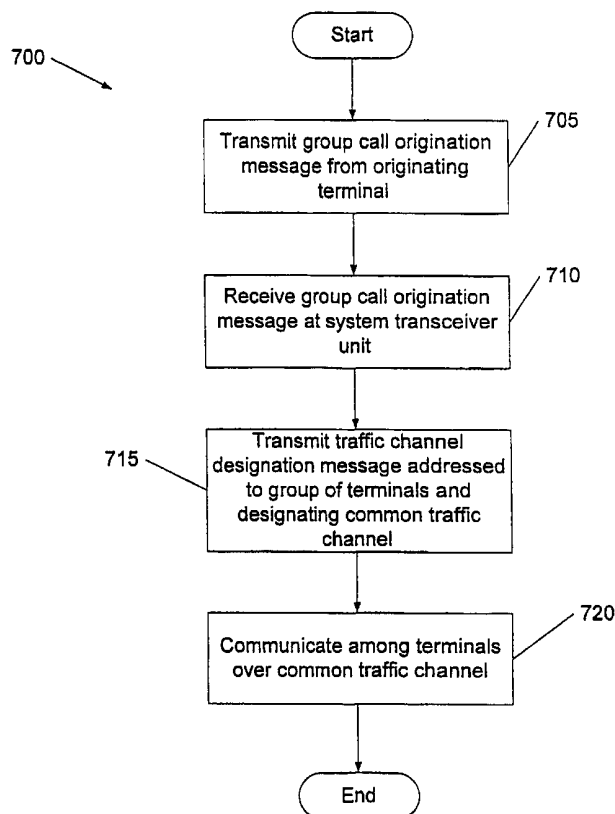 Start
700
705
Transmit group call origination
message from originating
terminal
710
Receive group call origination
message at system transceiver
unit
715
Transmit traffic channel
designation message addressed
to group of terminals and
designating common traffic
channel
720
Communicate among terminals
over common traffic channel
End